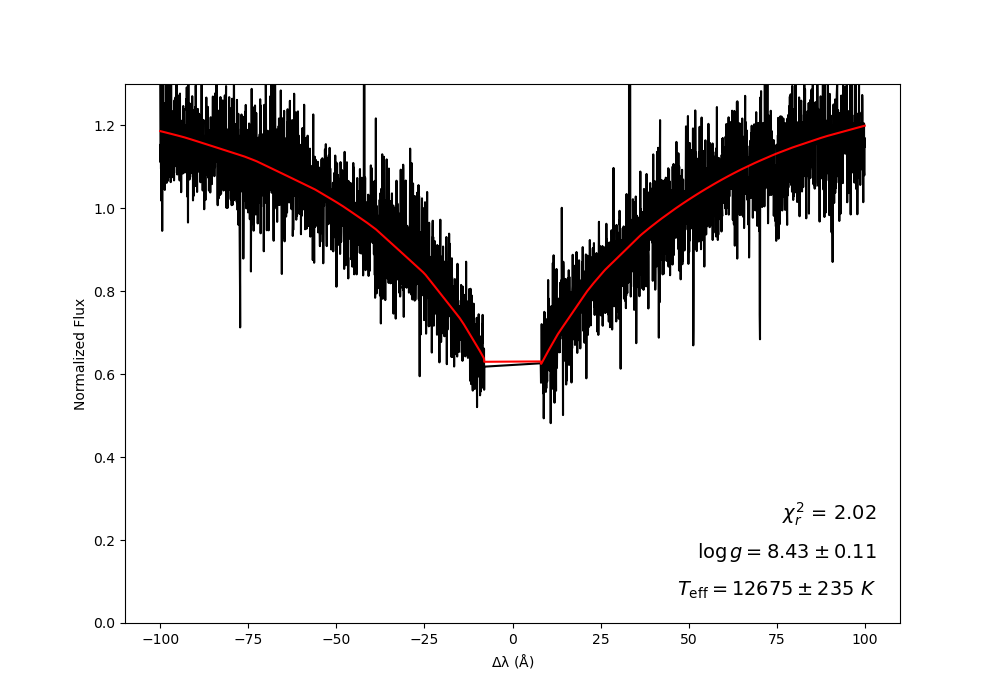 1.2
1.0
0.8
0.6
0.4
0.2
0.0
Normalized Flux
χ²ᵣ = 2.02
log g = 8.43 ± 0.11
T_eff = 12675 ± 235 K
−100 −75 −50 −25 0 25 50 75 100
Δλ (Å)